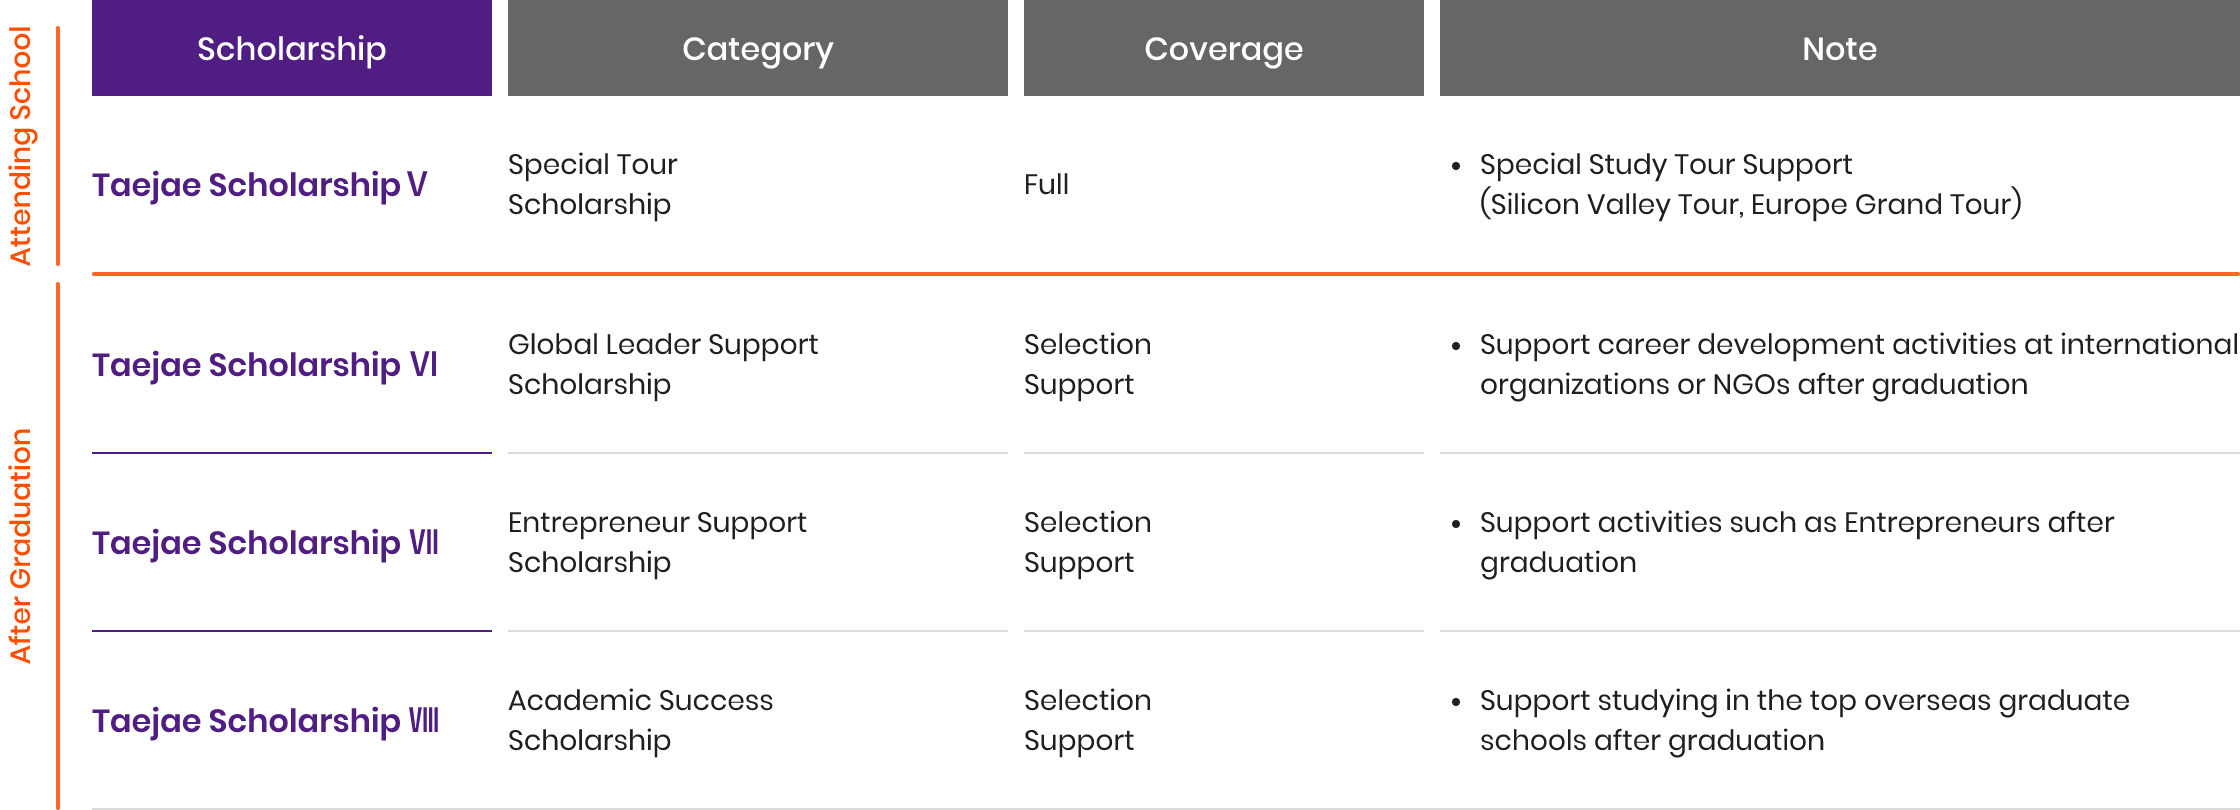 Scholarship
Category
Coverage
Note
Attending School
Taejae Scholarship Ⅴ
Special Tour
Scholarship
Full
• Special Study Tour Support
(Silicon Valley Tour, Europe Grand Tour)
After Graduation
Taejae Scholarship Ⅵ
Global Leader Support
Scholarship
Selection
Support
• Support career development activities at international
organizations or NGOs after graduation
Taejae Scholarship Ⅶ
Entrepreneur Support
Scholarship
Selection
Support
• Support activities such as Entrepreneurs after
graduation
Taejae Scholarship Ⅷ
Academic Success
Scholarship
Selection
Support
• Support studying in the top overseas graduate
schools after graduation